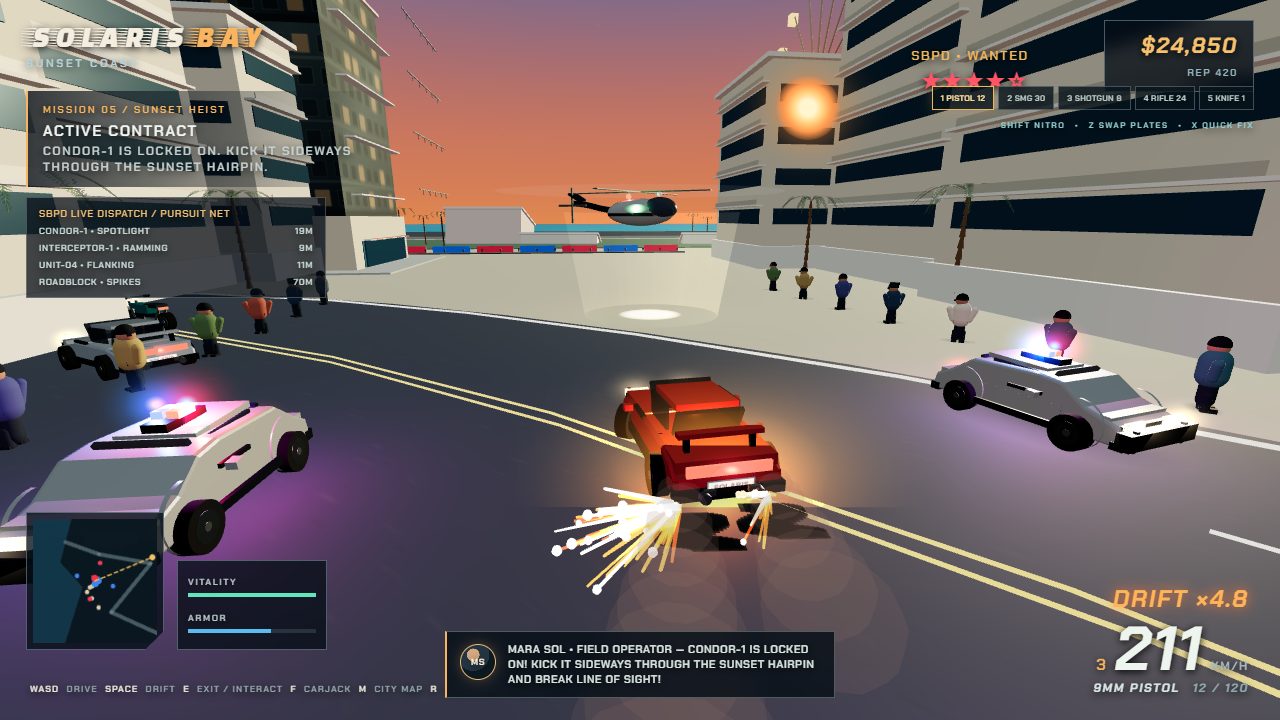 SOLARIS BAY
SUNSET COAST
MISSION 05 / SUNSET HEIST
ACTIVE CONTRACT
CONDOR-1 IS LOCKED ON. KICK IT SIDEWAYS
THROUGH THE SUNSET HAIRPIN.
SBPD LIVE DISPATCH / PURSUIT NET
CONDOR-1 • SPOTLIGHT 19M
INTERCEPTOR-1 • RAMMING 9M
UNIT-04 • FLANKING 11M
ROADBLOCK • SPIKES 70M
SBPD • WANTED
★★★★☆
$24,850
REP 420
1 PISTOL 12 2 SMG 30 3 SHOTGUN 8 4 RIFLE 24 5 KNIFE 1
SHIFT NITRO • Z SWAP PLATES • X QUICK FIX
SOLARIS
VITALITY
ARMOR
MS
MARA SOL • FIELD OPERATOR — CONDOR-1 IS LOCKED
ON! KICK IT SIDEWAYS THROUGH THE SUNSET HAIRPIN
AND BREAK LINE OF SIGHT!
DRIFT ×4.8
3 211 KM/H
9MM PISTOL 12 / 120
WASD DRIVE SPACE DRIFT E EXIT / INTERACT F CARJACK M CITY MAP R